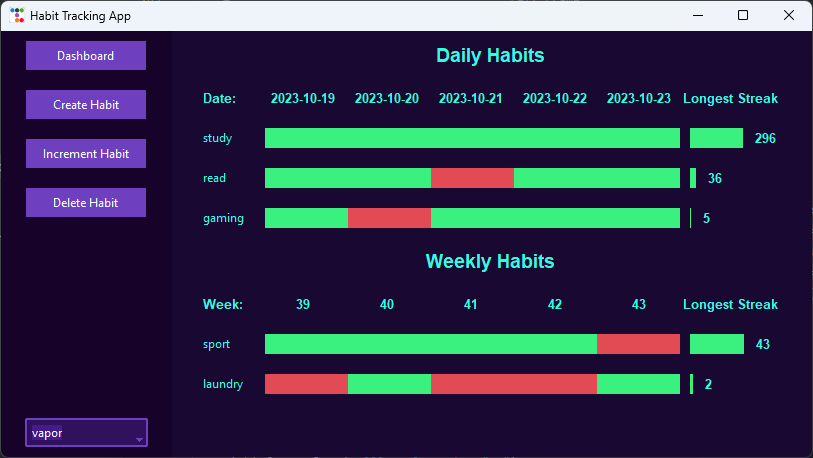 Habit Tracking App
Dashboard
Create Habit
Increment Habit
Delete Habit
vapor
Daily Habits
Date: 2023-10-19 2023-10-20 2023-10-21 2023-10-22 2023-10-23 Longest Streak
study 296
read 36
gaming 5
Weekly Habits
Week: 39 40 41 42 43 Longest Streak
sport 43
laundry 2